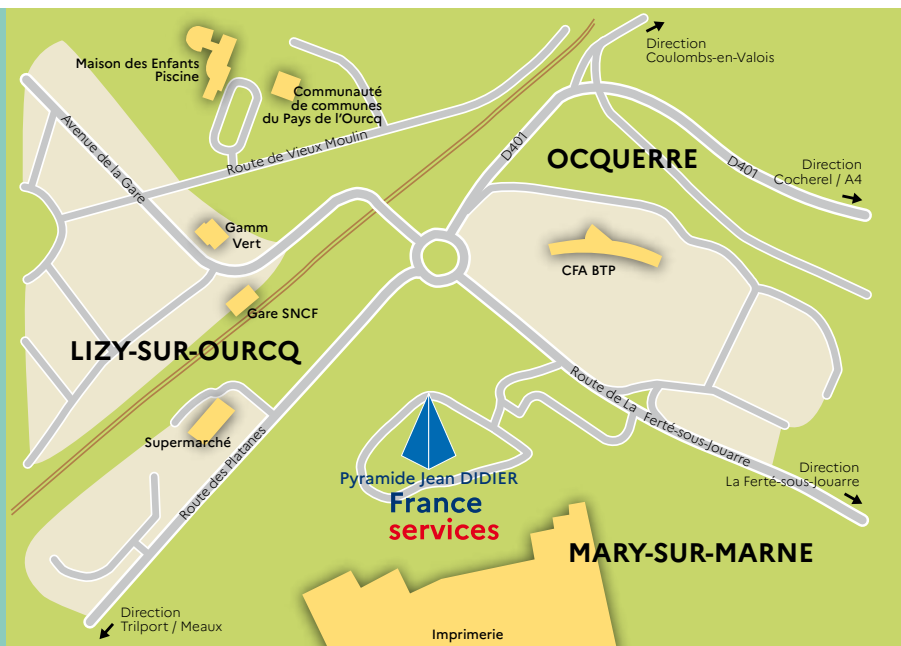 Direction
Coulombs-en-Valois
Maison des Enfants
Piscine
Communauté
de communes
du Pays de l'Ourcq
Avenue de la Gare
Route de Vieux Moulin
D401
OCQUERRE
D401
Direction
Cocherel / A4
Gamm
Vert
CFA BTP
Gare SNCF
LIZY-SUR-OURCQ
Route de La Ferté-sous-Jouarre
Supermarché
Route des Platanes
Pyramide Jean DIDIER
France
services
Direction
La Ferté-sous-Jouarre
MARY-SUR-MARNE
Direction
Trilport / Meaux
Imprimerie